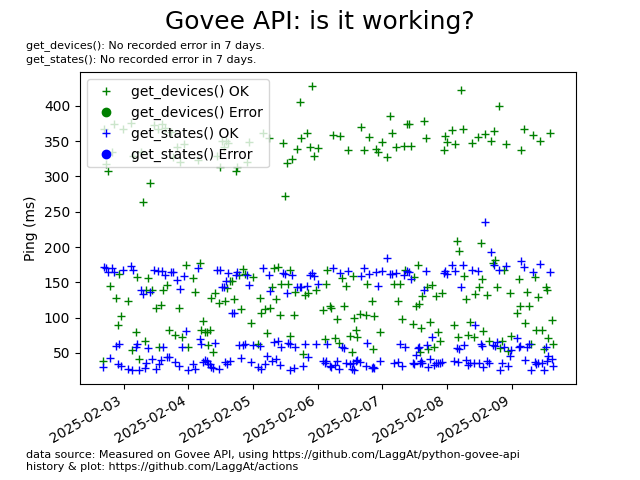 Govee API: is it working?
get_devices(): No recorded error in 7 days.
get_states(): No recorded error in 7 days.
get_devices() OK
get_devices() Error
get_states() OK
get_states() Error
Ping (ms)
400
350
300
250
200
150
100
50
2025-02-03
2025-02-04
2025-02-05
2025-02-06
2025-02-07
2025-02-08
2025-02-09
data source: Measured on Govee API, using https://github.com/LaggAt/python-govee-api
history & plot: https://github.com/LaggAt/actions